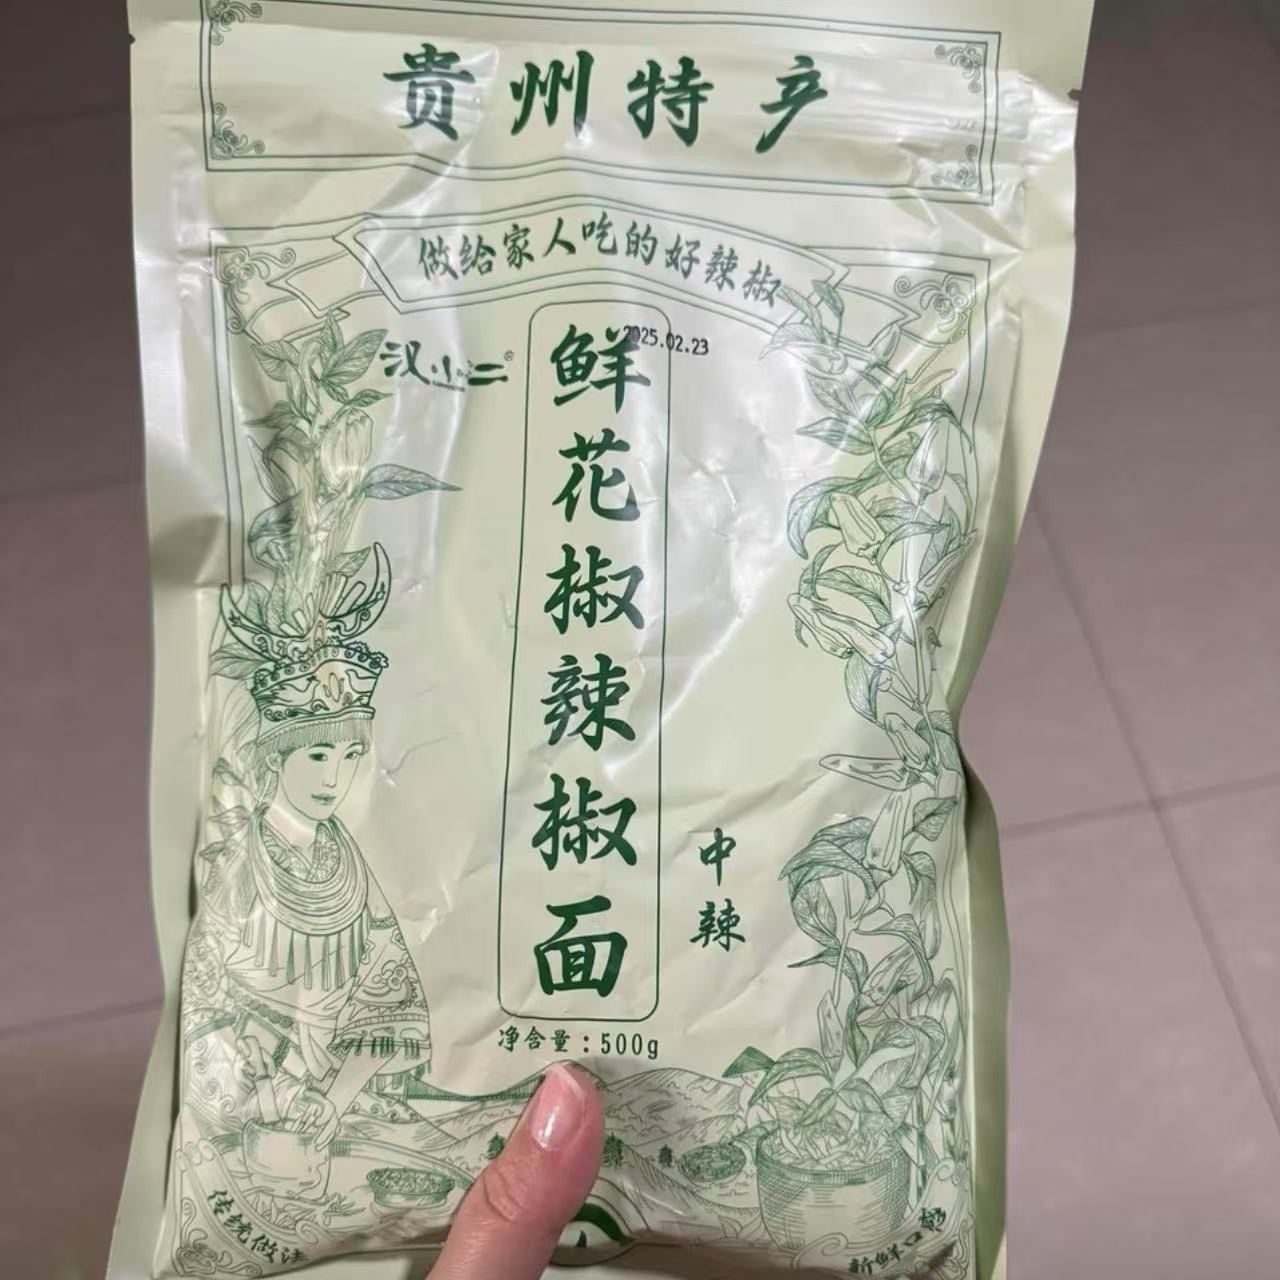 贵州特产
做给家人吃的好辣椒
汉小二®
2025.02.23
鲜花椒辣椒面
中辣
净含量：500g
传统做法
新鲜口